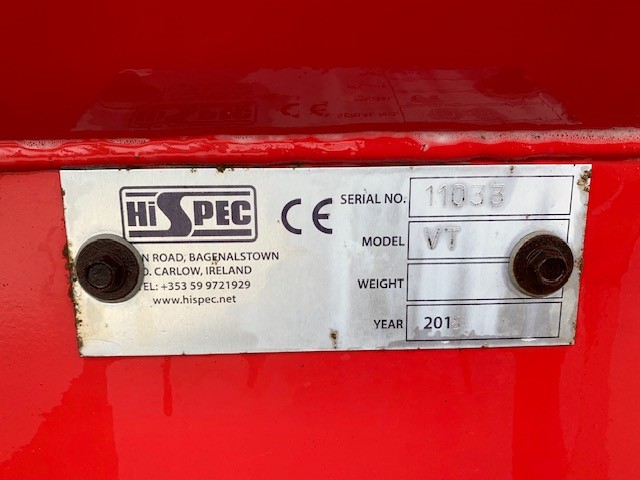 HiSPEC
CE
N ROAD, BAGENALSTOWN
O. CARLOW, IRELAND
TEL: +353 59 9721929
www.hispec.net
SERIAL NO. 11033
MODEL VT
WEIGHT
YEAR 201